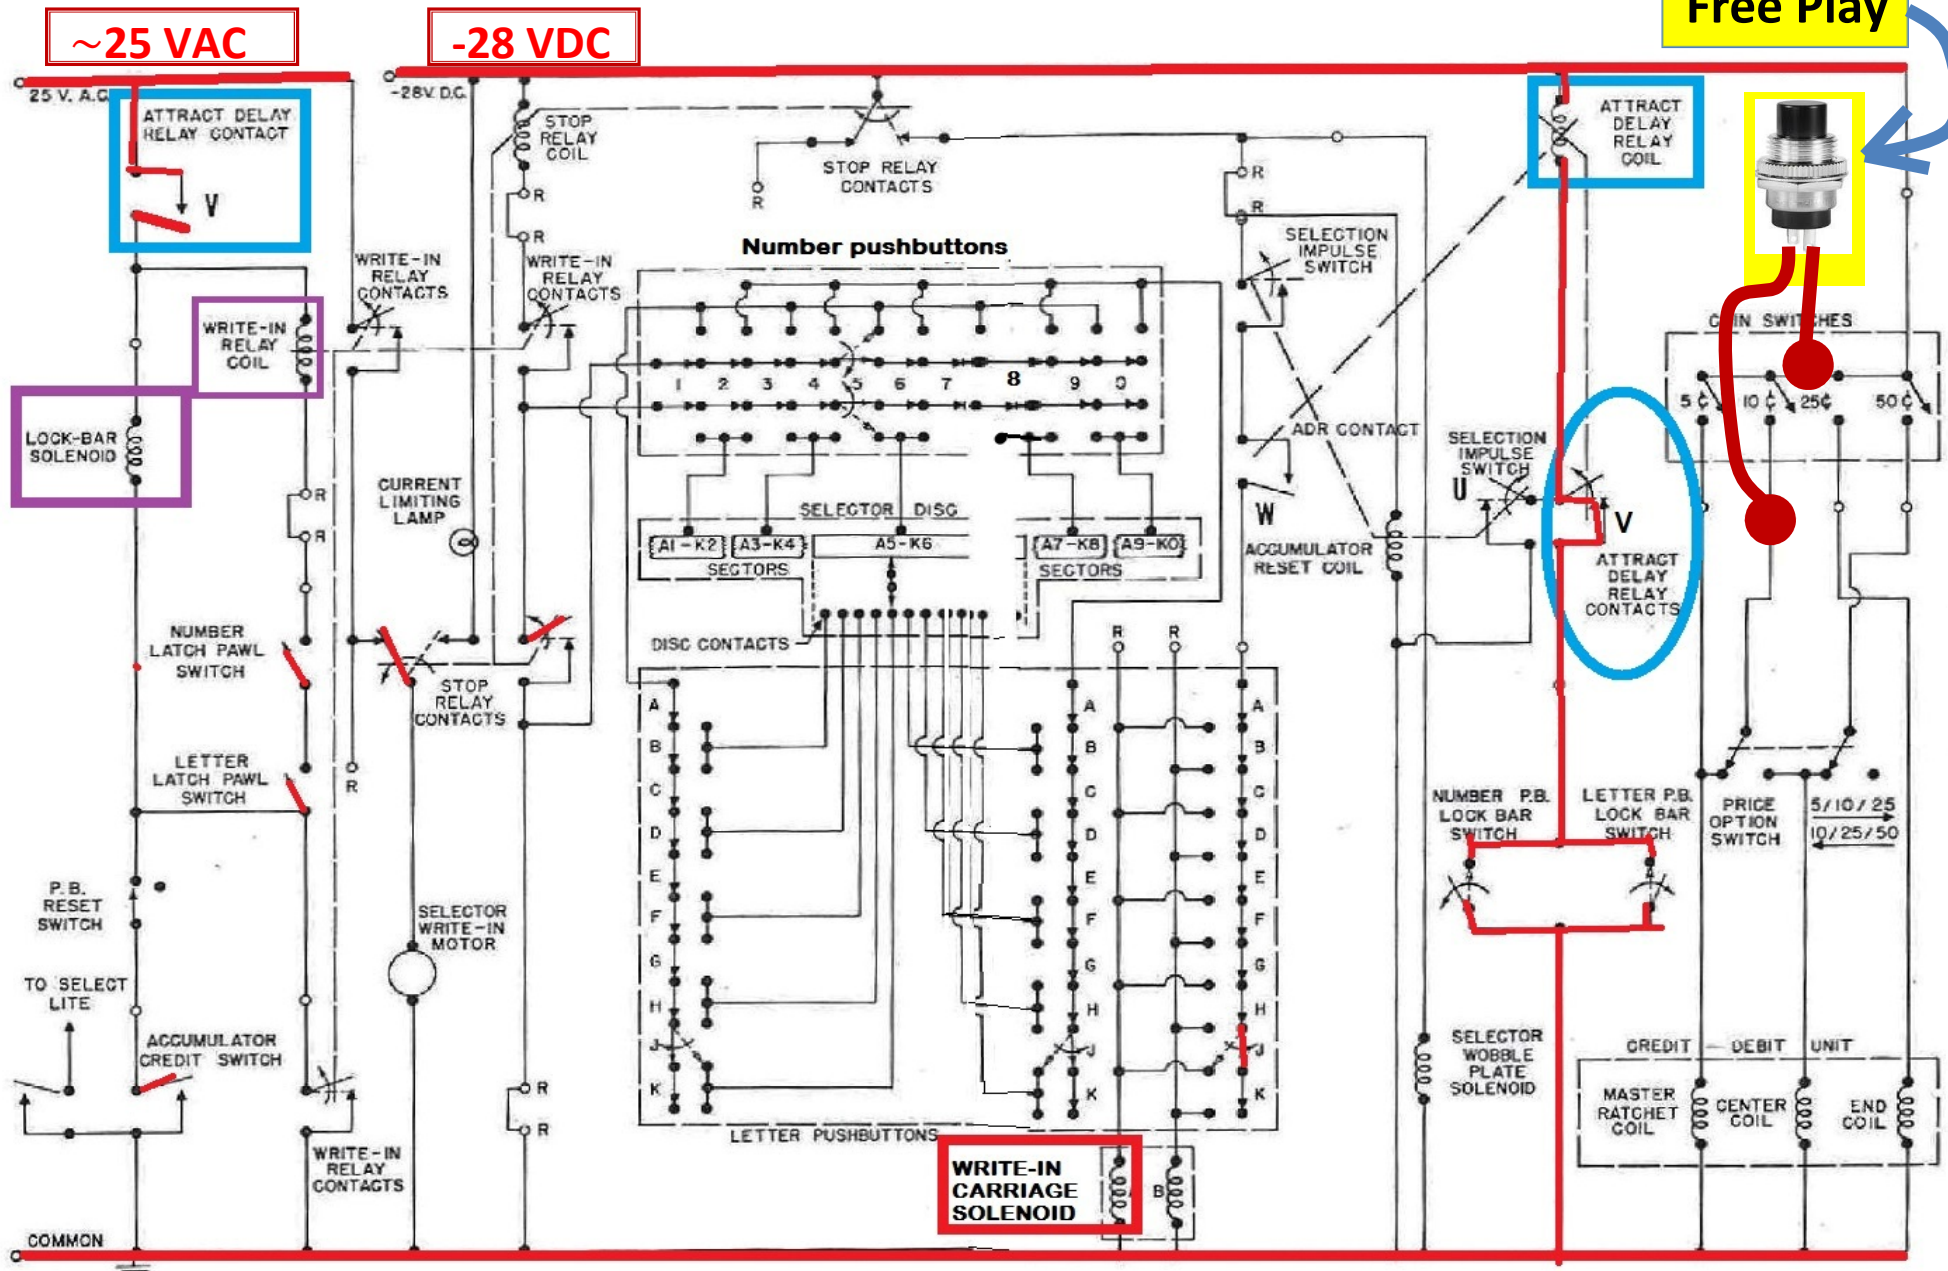 ~25 VAC
-28 VDC
Free Play
25 V. A.C.
-28V. D.C.
ATTRACT DELAY
RELAY CONTACT
V
STOP
RELAY
COIL
STOP RELAY
CONTACTS
R
R
R
R
R
ATTRACT
DELAY
RELAY
COIL
WRITE-IN
RELAY
CONTACTS
WRITE-IN
RELAY
CONTACTS
Number pushbuttons
SELECTION
IMPULSE
SWITCH
WRITE-IN
RELAY
COIL
COIN SWITCHES
1
2
3
4
5
6
7
8
9
0
5 ¢
10 ¢
25¢
50 ¢
LOCK-BAR
SOLENOID
ADR CONTACT
SELECTION
IMPULSE
SWITCH
U
CURRENT
LIMITING
LAMP
R
R
SELECTOR DISC
A1-K2
A3-K4
A5-K6
A7-K8
A9-K0
SECTORS
SECTORS
W
ACCUMULATOR
RESET COIL
V
ATTRACT
DELAY
RELAY
CONTACTS
NUMBER
LATCH PAWL
SWITCH
DISC CONTACTS
R
R
STOP
RELAY
CONTACTS
LETTER
LATCH PAWL
SWITCH
R
A
B
C
D
E
F
G
H
J
K
A
B
C
D
E
F
G
H
J
K
A
B
C
D
E
F
G
H
J
K
NUMBER P.B.
LOCK BAR
SWITCH
LETTER P.B.
LOCK BAR
SWITCH
PRICE
OPTION
SWITCH
5/10/25
10/25/50
P.B.
RESET
SWITCH
SELECTOR
WRITE-IN
MOTOR
TO SELECT
LITE
ACCUMULATOR
CREDIT SWITCH
R
R
SELECTOR
WOBBLE
PLATE
SOLENOID
CREDIT - DEBIT UNIT
MASTER
RATCHET
COIL
CENTER
COIL
END
COIL
LETTER PUSHBUTTONS
WRITE-IN
RELAY
CONTACTS
WRITE-IN
CARRIAGE
SOLENOID
B
COMMON